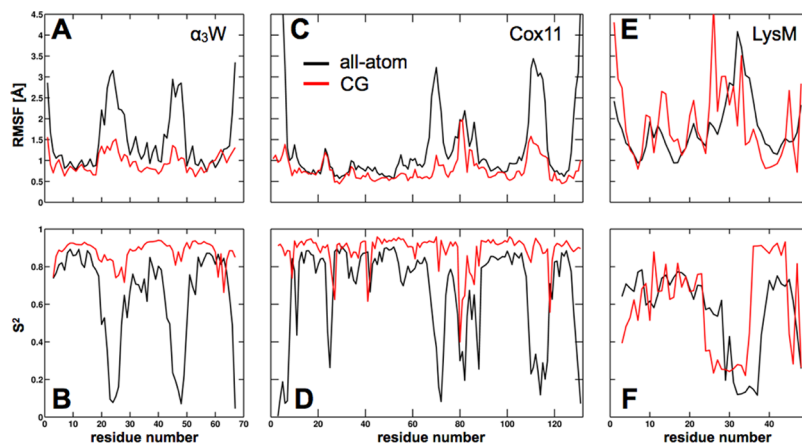 A
α₃W
C
Cox11
E
LysM
all-atom
CG
RMSF [Å]
4.5
4
3.5
3
2.5
2
1.5
1
0.5
0
B
D
F
S²
1
0.8
0.6
0.4
0.2
0
0 10 20 30 40 50 60 70
0 20 40 60 80 100 120
0 10 20 30 40
residue number
residue number
residue number